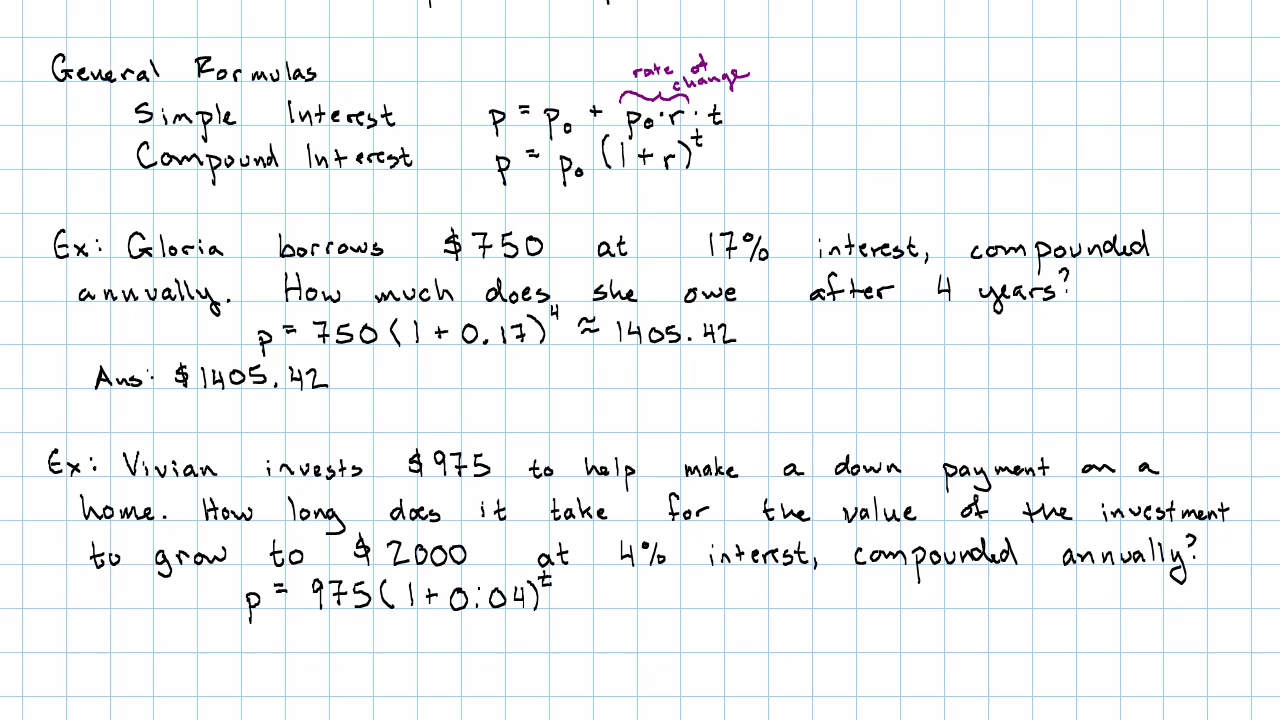 General Formulas
rate of change
Simple Interest p = p₀ + p₀·r·t
Compound Interest p = p₀ (1 + r)^t
Ex: Gloria borrows $750 at 17% interest, compounded
annually. How much does she owe after 4 years?
p = 750(1 + 0.17)^4 ≈ 1405.42
Ans: $1405.42
Ex: Vivian invests $975 to help make a down payment on a
home. How long does it take for the value of the investment
to grow to $2000 at 4% interest, compounded annually?
p = 975(1 + 0.04)^t